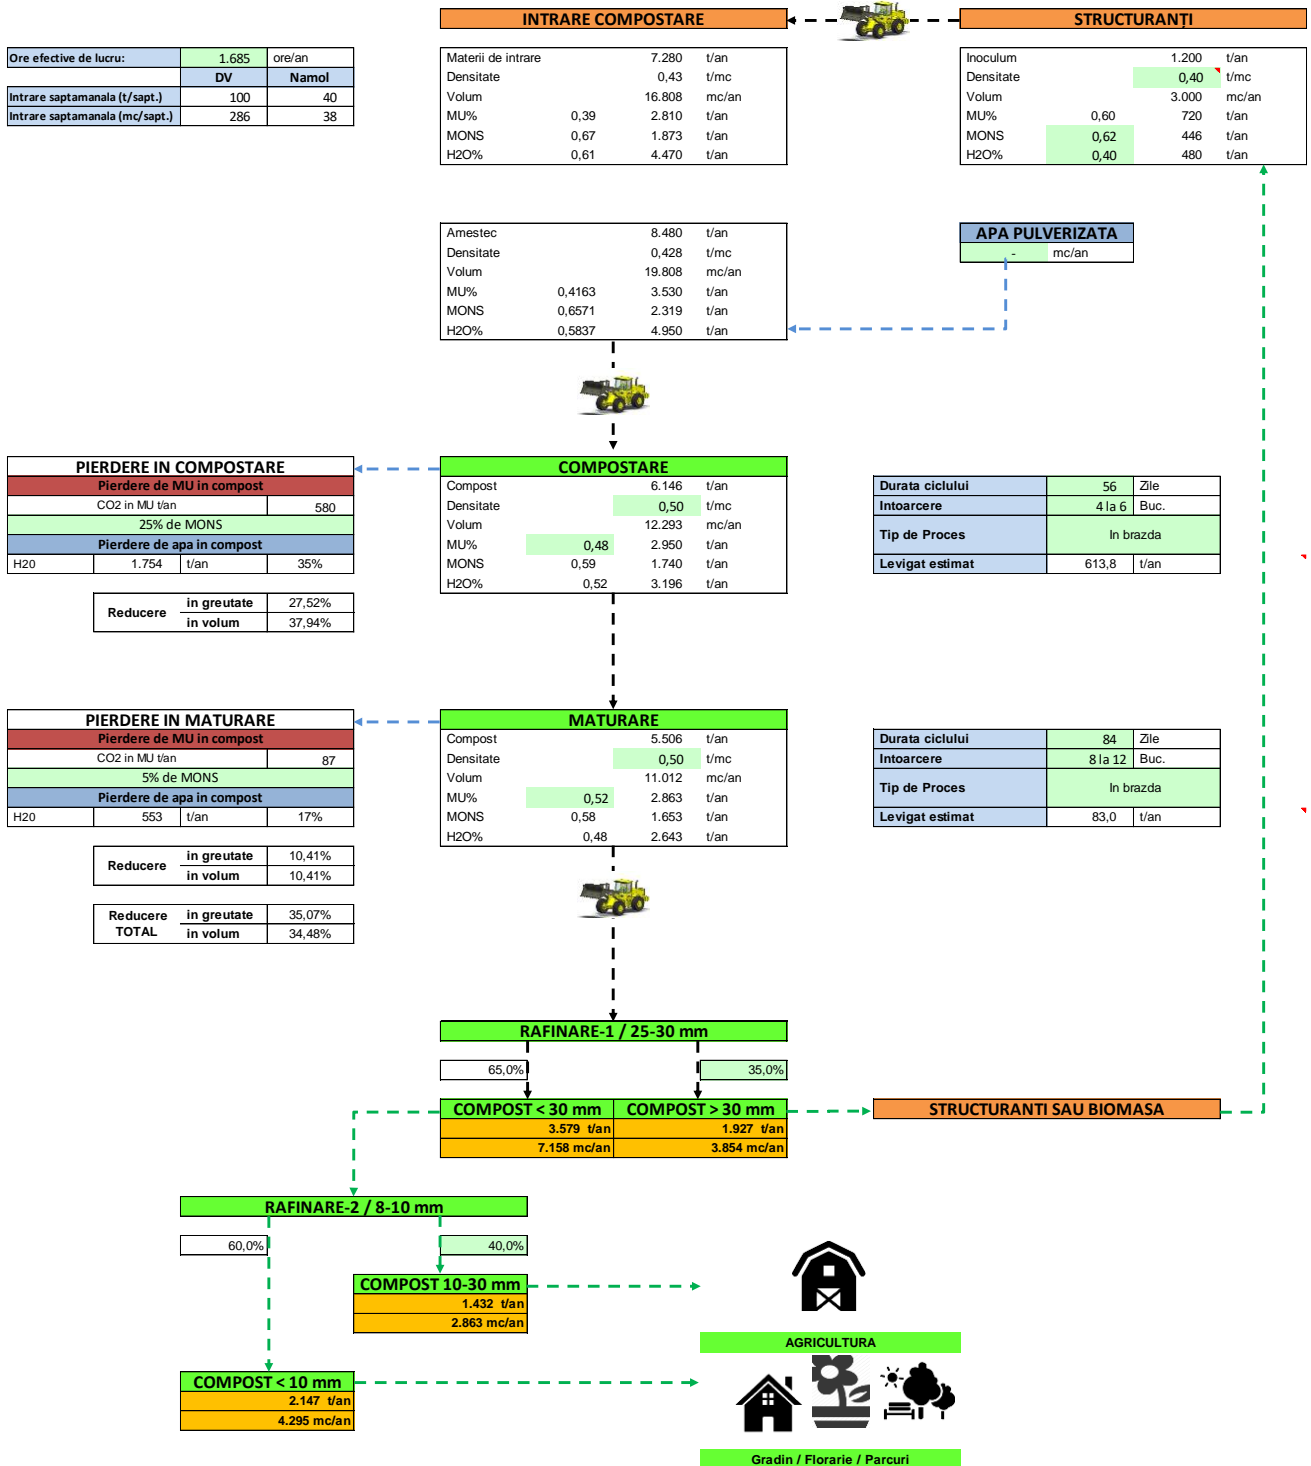 INTRARE COMPOSTARE
STRUCTURANȚI
Ore efective de lucru: 1.685 ore/an
DV Namol
Intrare saptamanala (t/sapt.) 100 40
Intrare saptamanala (mc/sapt.) 286 38
Materii de intrare 7.280 t/an
Densitate 0,43 t/mc
Volum 16.808 mc/an
MU% 0,39 2.810 t/an
MONS 0,67 1.873 t/an
H2O% 0,61 4.470 t/an
Inoculum 1.200 t/an
Densitate 0,40 t/mc
Volum 3.000 mc/an
MU% 0,60 720 t/an
MONS 0,62 446 t/an
H2O% 0,40 480 t/an
Amestec 8.480 t/an
Densitate 0,428 t/mc
Volum 19.808 mc/an
MU% 0,4163 3.530 t/an
MONS 0,6571 2.319 t/an
H2O% 0,5837 4.950 t/an
APA PULVERIZATA
- mc/an
PIERDERE IN COMPOSTARE
Pierdere de MU in compost
CO2 in MU t/an 580
25% de MONS
Pierdere de apa in compost
H20 1.754 t/an 35%
Reducere
in greutate 27,52%
in volum 37,94%
COMPOSTARE
Compost 6.146 t/an
Densitate 0,50 t/mc
Volum 12.293 mc/an
MU% 0,48 2.950 t/an
MONS 0,59 1.740 t/an
H2O% 0,52 3.196 t/an
Durata ciclului 56 Zile
Intoarcere 4 la 6 Buc.
Tip de Proces In brazda
Levigat estimat 613,8 t/an
PIERDERE IN MATURARE
Pierdere de MU in compost
CO2 in MU t/an 87
5% de MONS
Pierdere de apa in compost
H20 553 t/an 17%
Reducere
in greutate 10,41%
in volum 10,41%
Reducere TOTAL
in greutate 35,07%
in volum 34,48%
MATURARE
Compost 5.506 t/an
Densitate 0,50 t/mc
Volum 11.012 mc/an
MU% 0,52 2.863 t/an
MONS 0,58 1.653 t/an
H2O% 0,48 2.643 t/an
Durata ciclului 84 Zile
Intoarcere 8 la 12 Buc.
Tip de Proces In brazda
Levigat estimat 83,0 t/an
RAFINARE-1 / 25-30 mm
65,0% 35,0%
COMPOST < 30 mm COMPOST > 30 mm
3.579 t/an 1.927 t/an
7.158 mc/an 3.854 mc/an
STRUCTURANTI SAU BIOMASA
RAFINARE-2 / 8-10 mm
60,0% 40,0%
COMPOST 10-30 mm
1.432 t/an
2.863 mc/an
AGRICULTURA
COMPOST < 10 mm
2.147 t/an
4.295 mc/an
Gradin / Florarie / Parcuri